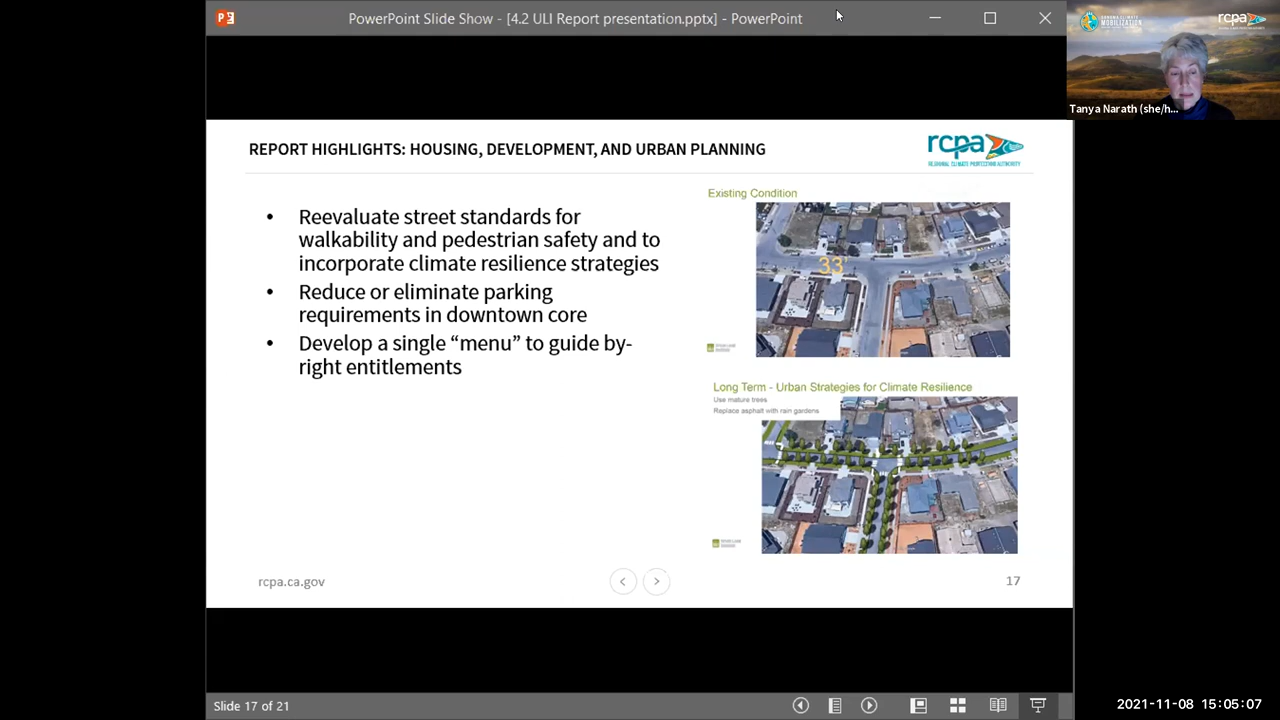 PowerPoint Slide Show - [4.2 ULI Report presentation.pptx] - PowerPoint
rcpa
Tanya Narath (she/h...
REPORT HIGHLIGHTS: HOUSING, DEVELOPMENT, AND URBAN PLANNING
rcpa
REGIONAL CLIMATE PROTECTION AUTHORITY
• Reevaluate street standards for
walkability and pedestrian safety and to
incorporate climate resilience strategies
• Reduce or eliminate parking
requirements in downtown core
• Develop a single “menu” to guide by-
right entitlements
Existing Condition
33'
Long Term - Urban Strategies for Climate Resilience
Use mature trees
Replace asphalt with rain gardens
rcpa.ca.gov
17
Slide 17 of 21
2021-11-08 15:05:07